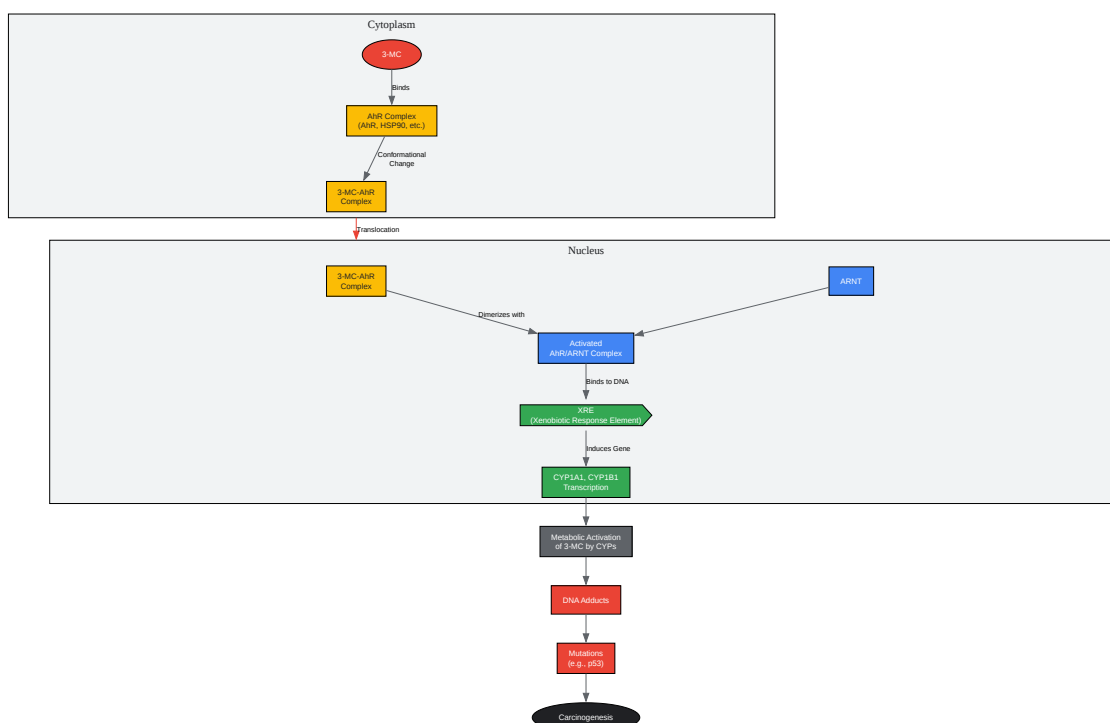 Cytoplasm
3-MC
Binds
AhR Complex
(AhR, HSP90, etc.)
Conformational
Change
3-MC-AhR
Complex
Translocation
Nucleus
3-MC-AhR
Complex
ARNT
Dimerizes with
Activated
AhR/ARNT Complex
Binds to DNA
XRE
(Xenobiotic Response Element)
Induces Gene
CYP1A1, CYP1B1
Transcription
Metabolic Activation
of 3-MC by CYPs
DNA Adducts
Mutations
(e.g., p53)
Carcinogenesis